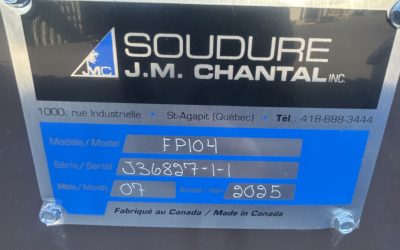 JMC
SOUDURE
J.M. CHANTAL INC.
1000, rue Industrielle • St-Agapit (Québec) • Tél.: 418-888-3444
Modèle / Model FP104
Série / Serial J36827-1-1
Mois / Month 07 Année / Year 2025
Fabriqué au Canada / Made in Canada